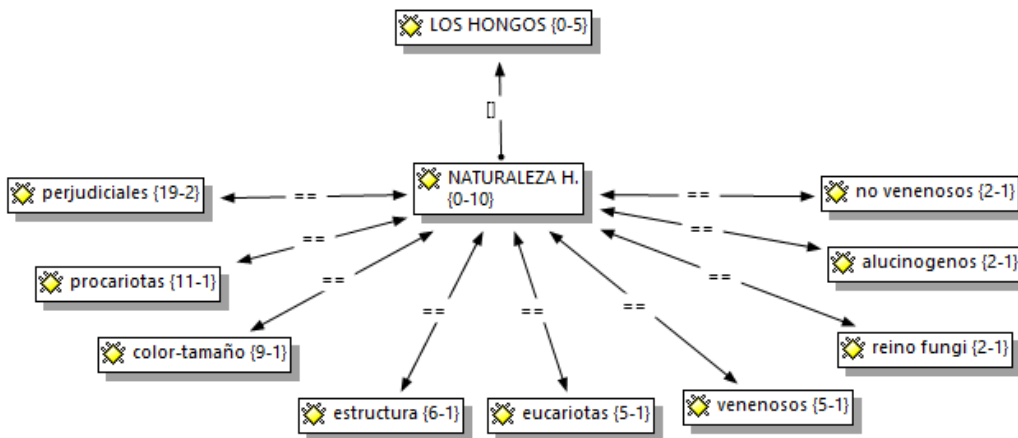 LOS HONGOS {0-5}
[]
NATURALEZA H.
{0-10}
perjudiciales {19-2}
==
==
no venenosos {2-1}
procariotas {11-1}
==
==
alucinogenos {2-1}
color-tamaño {9-1}
==
==
reino fungi {2-1}
estructura {6-1}
==
eucariotas {5-1}
==
venenosos {5-1}
==